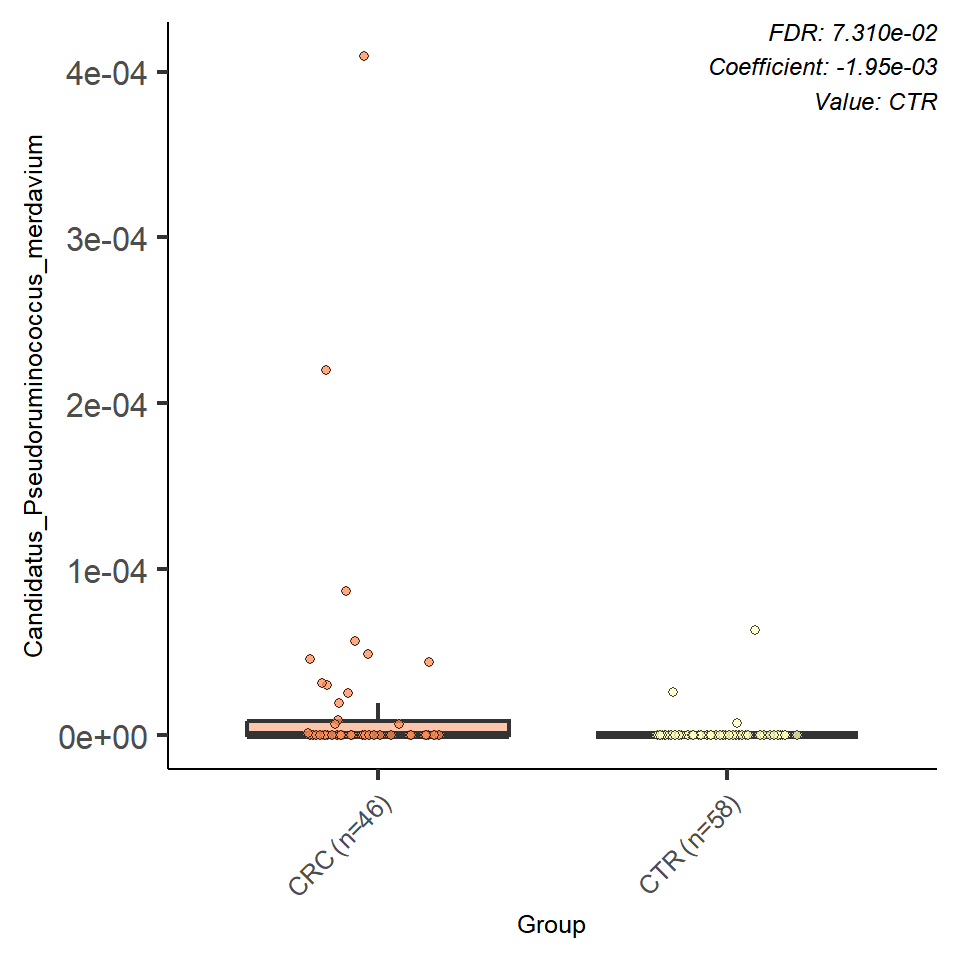 FDR: 7.310e-02
Coefficient: -1.95e-03
Value: CTR
Candidatus_Pseudoruminococcus_merdavium
4e-04
3e-04
2e-04
1e-04
0e+00
CRC (n=46)
CTR (n=58)
Group